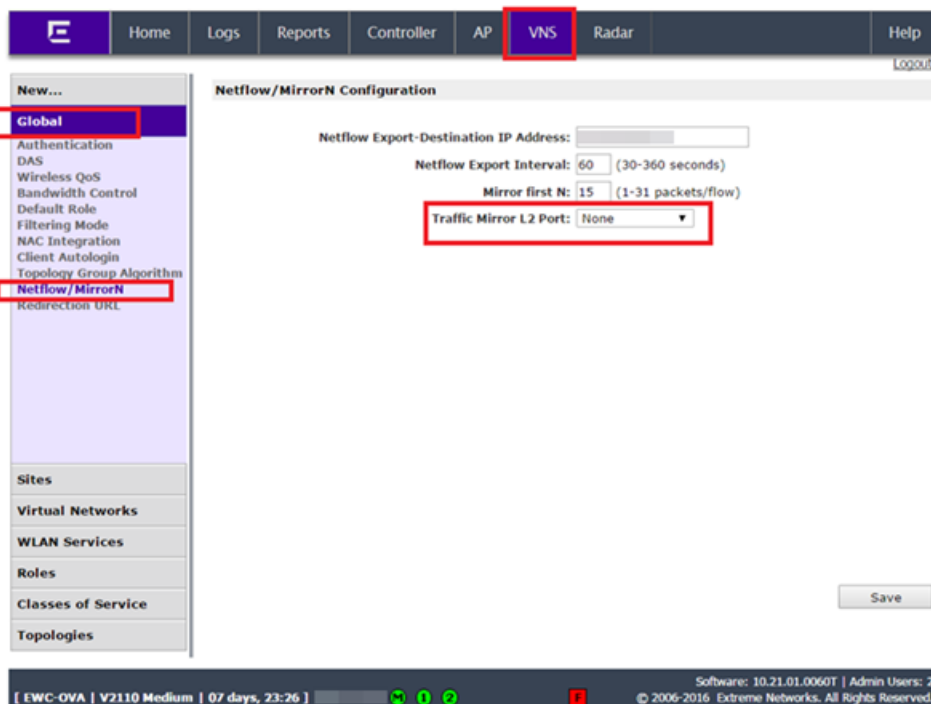 E Home Logs Reports Controller AP VNS Radar Help
Logout
New...
Global
Authentication
DAS
Wireless QoS
Bandwidth Control
Default Role
Filtering Mode
NAC Integration
Client Autologin
Topology Group Algorithm
Netflow/MirrorN
Redirection URL
Sites
Virtual Networks
WLAN Services
Roles
Classes of Service
Topologies
Netflow/MirrorN Configuration
Netflow Export-Destination IP Address:
Netflow Export Interval: 60 (30-360 seconds)
Mirror first N: 15 (1-31 packets/flow)
Traffic Mirror L2 Port: None
Save
[ EWC-OVA | V2110 Medium | 07 days, 23:26 ] M 1 2 F
Software: 10.21.01.0060T | Admin Users: 2
© 2006-2016 Extreme Networks. All Rights Reserved.